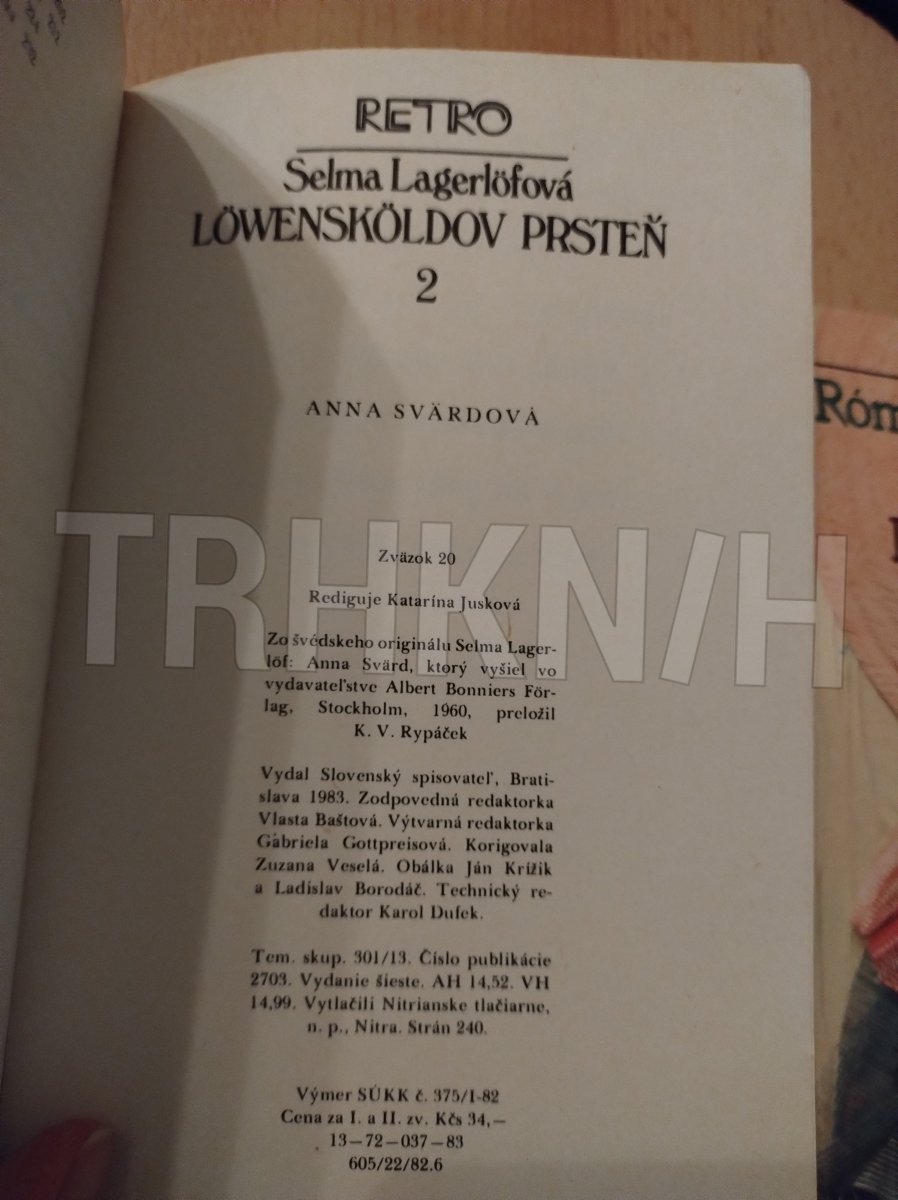 RETRO
Selma Lagerlöfová
LÖWENSKÖLDOV PRSTEŇ
2
ANNA SVÄRDOVÁ
Zväzok 20
Rediguje Katarína Jusková
Zo švédskeho originálu Selma Lager-
löf: Anna Svärd, ktorý vyšiel vo
vydavateľstve Albert Bonniers För-
lag, Stockholm, 1960, preložil
K. V. Rypáček
Vydal Slovenský spisovateľ, Brati-
slava 1983. Zodpovedná redaktorka
Vlasta Baštová. Výtvarná redaktorka
Gabriela Gottpreisová. Korigovala
Zuzana Veselá. Obálka Ján Krížik
a Ladislav Borodáč. Technický re-
daktor Karol Dufek.
Tem. skup. 301/13. Číslo publikácie
2703. Vydanie šieste. AH 14,52. VH
14,99. Vytlačili Nitrianske tlačiarne,
n. p., Nitra. Strán 240.
Výmer SÚKK č. 375/I-82
Cena za I. a II. zv. Kčs 34,—
13—72—037—83
605/22/82.6
TRHKN/H
Róm